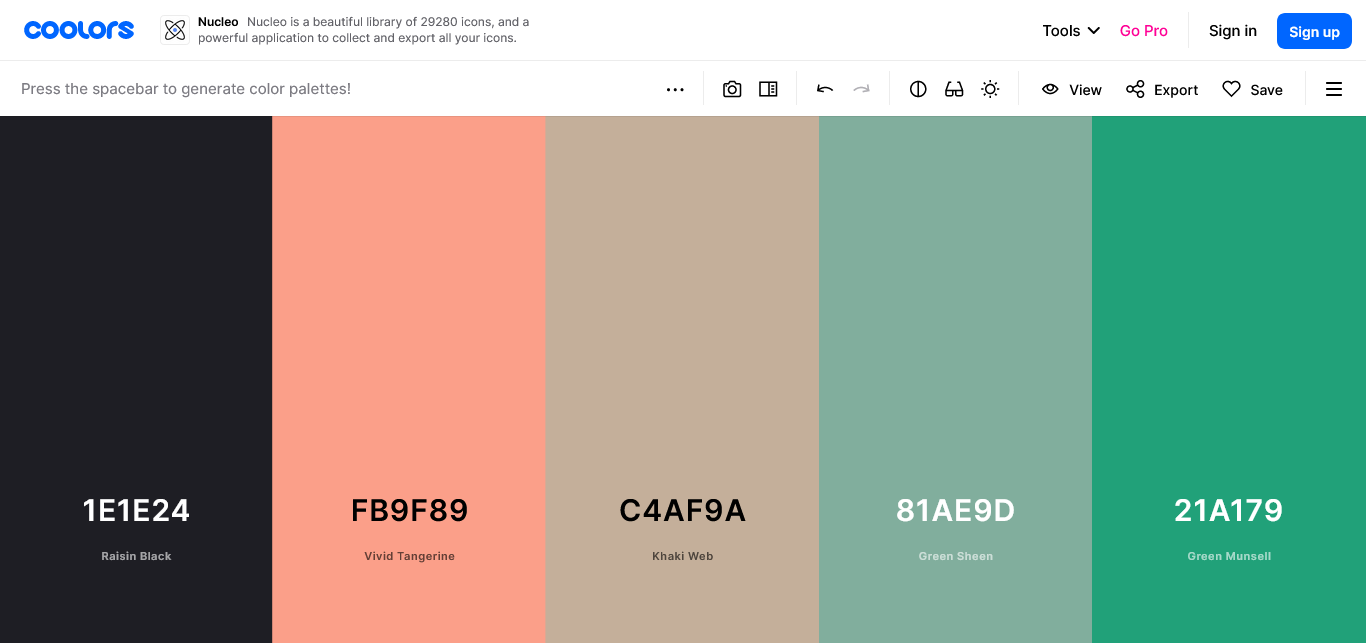 coolors
Nucleo Nucleo is a beautiful library of 29280 icons, and a
powerful application to collect and export all your icons.
Tools
Go Pro
Sign in
Sign up
Press the spacebar to generate color palettes!
View
Export
Save
1E1E24
FB9F89
C4AF9A
81AE9D
21A179
Raisin Black
Vivid Tangerine
Khaki Web
Green Sheen
Green Munsell